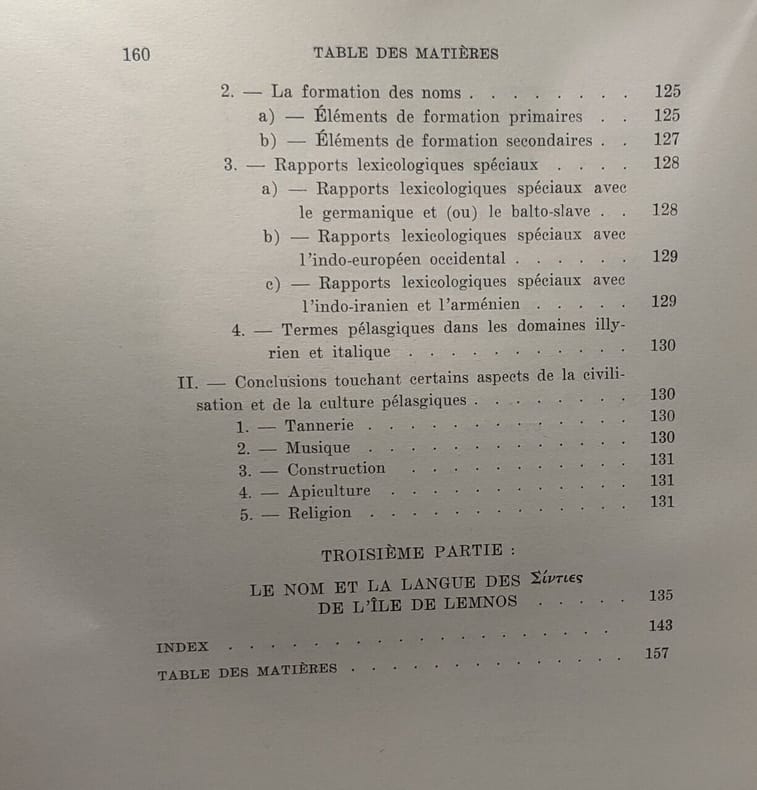 160 TABLE DES MATIÈRES
2. — La formation des noms . . . . . . . . 125
a) — Éléments de formation primaires . . 125
b) — Éléments de formation secondaires . . 127
3. — Rapports lexicologiques spéciaux . . . . 128
a) — Rapports lexicologiques spéciaux avec
le germanique et (ou) le balto-slave . . 128
b) — Rapports lexicologiques spéciaux avec
l'indo-européen occidental . . . . . . 129
c) — Rapports lexicologiques spéciaux avec
l'indo-iranien et l'arménien . . . . . 129
4. — Termes pélasgiques dans les domaines illy-
rien et italique . . . . . . . . . . . 130
II. — Conclusions touchant certains aspects de la civili-
sation et de la culture pélasgiques . . . . . . . . 130
1. — Tannerie . . . . . . . . . . . . . 130
2. — Musique . . . . . . . . . . . . . 130
3. — Construction . . . . . . . . . . . 131
4. — Apiculture . . . . . . . . . . . . 131
5. — Religion . . . . . . . . . . . . . 131
TROISIÈME PARTIE :
LE NOM ET LA LANGUE DES Σίντιες
DE L'ÎLE DE LEMNOS . . . . . 135
INDEX . . . . . . . . . . . . . . . 143
TABLE DES MATIÈRES . . . . . . . . . . . . . 157